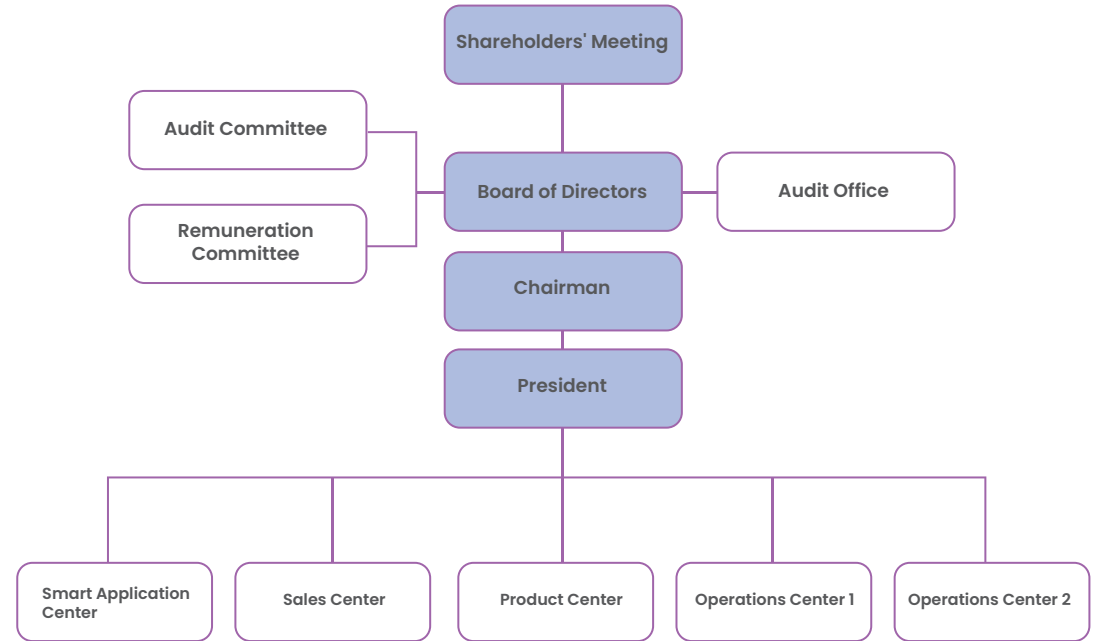 Shareholders' Meeting
Audit Committee
Board of Directors
Audit Office
Remuneration
Committee
Chairman
President
Smart Application
Center
Sales Center
Product Center
Operations Center 1
Operations Center 2